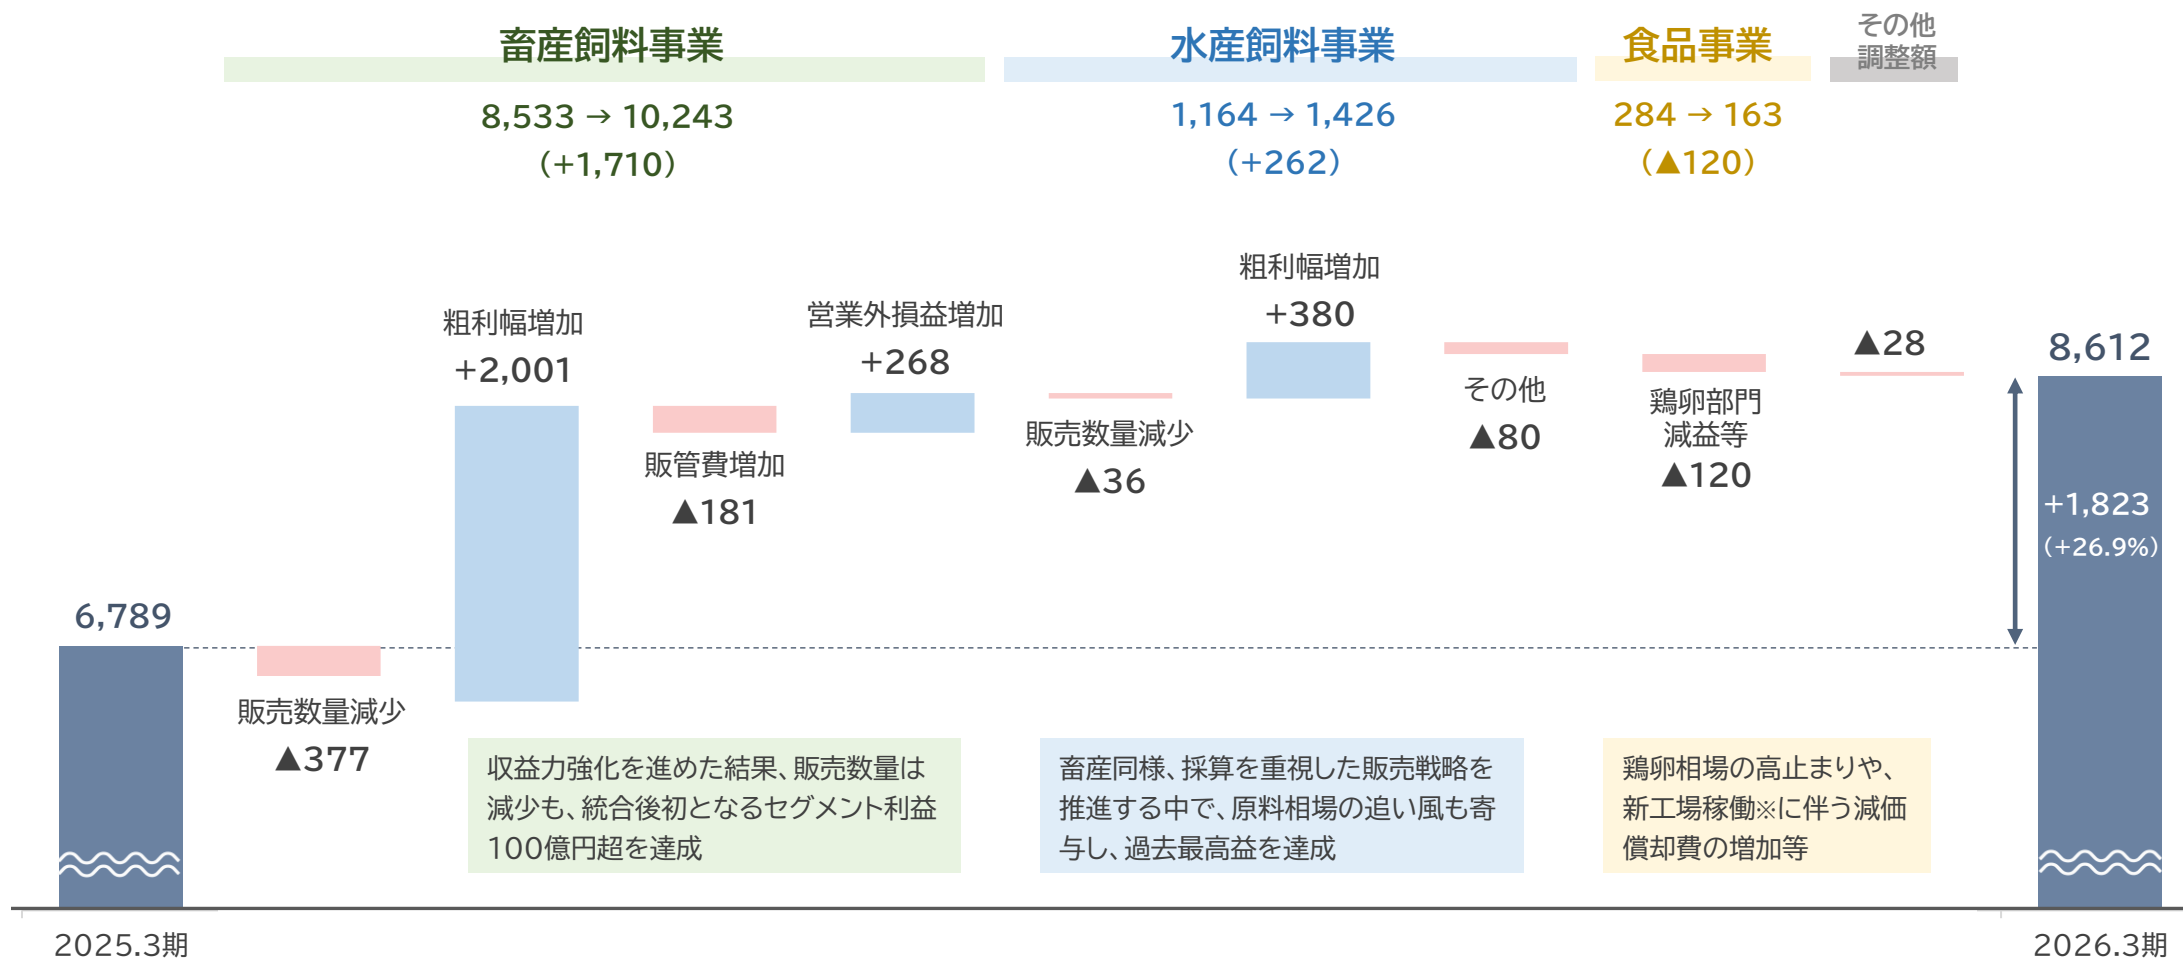 畜産飼料事業
8,533 → 10,243
(+1,710)
水産飼料事業
1,164 → 1,426
(+262)
食品事業
284 → 163
(▲120)
その他
調整額
6,789
販売数量減少
▲377
粗利幅増加
+2,001
販管費増加
▲181
営業外損益増加
+268
販売数量減少
▲36
粗利幅増加
+380
その他
▲80
鶏卵部門
減益等
▲120
▲28
8,612
+1,823
(+26.9%)
収益力強化を進めた結果、販売数量は
減少も、統合後初となるセグメント利益
100億円超を達成
畜産同様、採算を重視した販売戦略を
推進する中で、原料相場の追い風も寄
与し、過去最高益を達成
鶏卵相場の高止まりや、
新工場稼働※に伴う減価
償却費の増加等
2025.3期
2026.3期